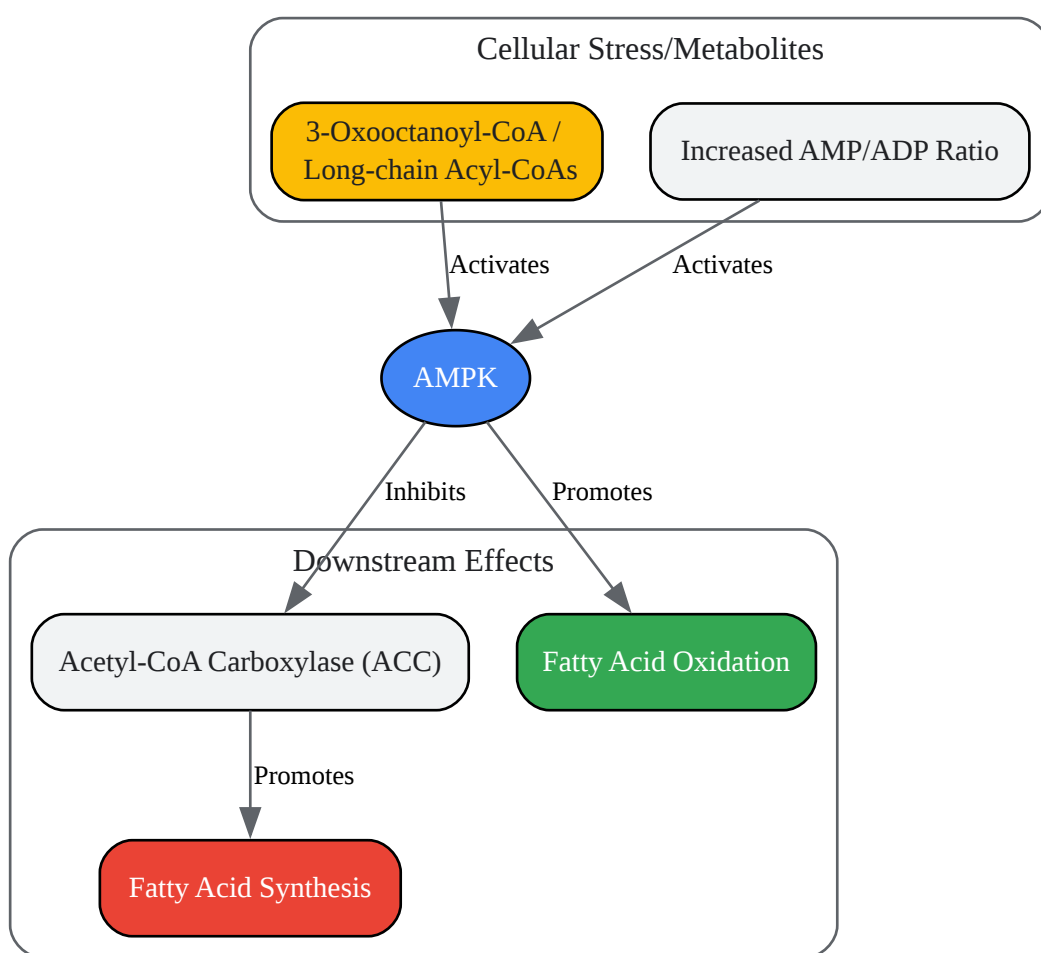 Cellular Stress/Metabolites
3-Oxooctanoyl-CoA /
Long-chain Acyl-CoAs
Increased AMP/ADP Ratio
Activates
Activates
AMPK
Inhibits
Promotes
Downstream Effects
Acetyl-CoA Carboxylase (ACC)
Fatty Acid Oxidation
Promotes
Fatty Acid Synthesis